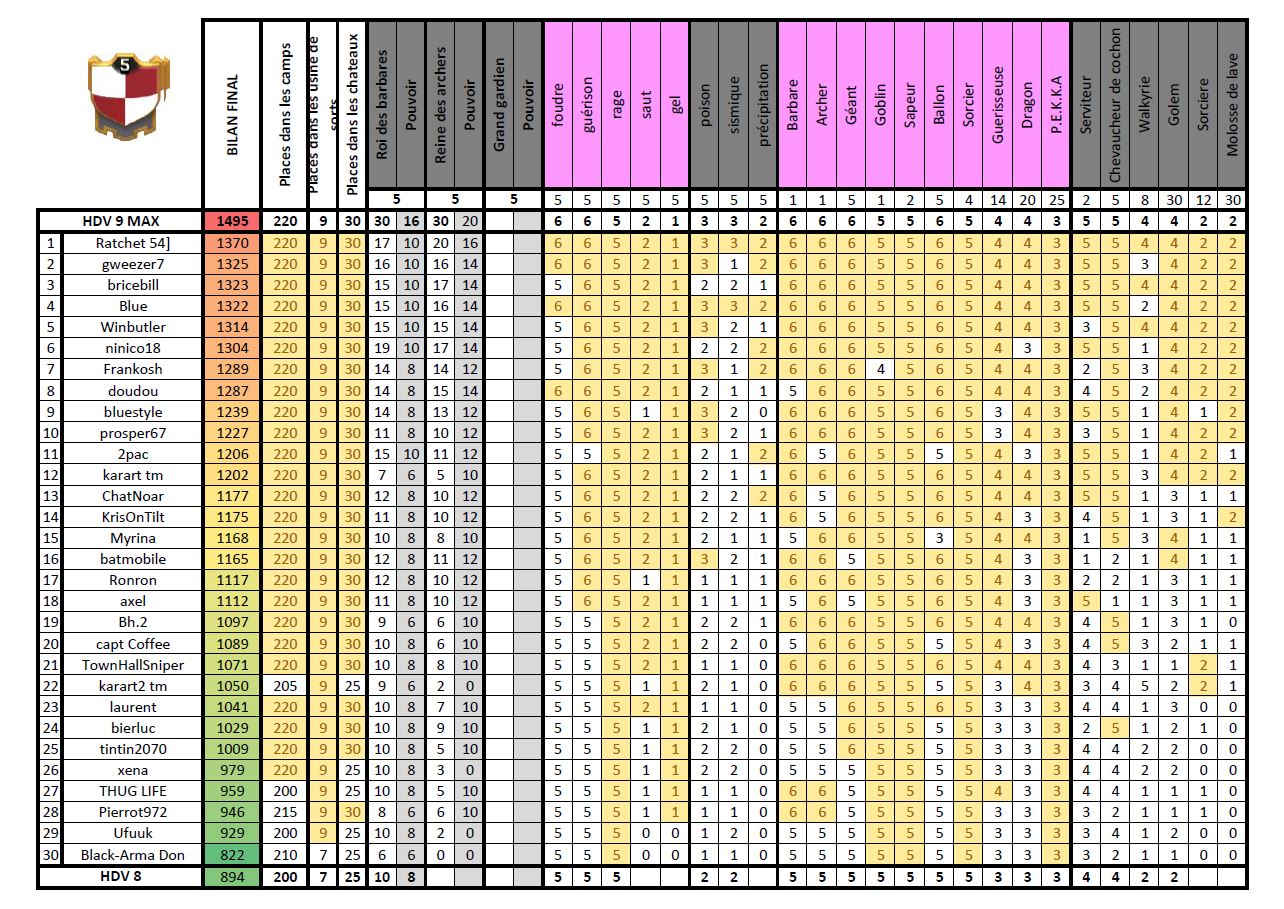 5
BILAN FINAL
Places dans les camps
Places dans les usine de sorts
Places dans les chateaux
Roi des barbares
Pouvoir
Reine des archers
Pouvoir
Grand gardien
Pouvoir
foudre
guérison
rage
saut
gel
poison
sismique
précipitation
Barbare
Archer
Géant
Goblin
Sapeur
Ballon
Sorcier
Guerisseuse
Dragon
P.E.K.K.A
Serviteur
Chevaucheur de cochon
Walkyrie
Golem
Sorciere
Molosse de lave
5 5 5 5 5 5 5 5 5 5 5 1 1 5 1 2 5 4 14 20 25 2 5 8 30 12 30
HDV 9 MAX 1495 220 9 30 30 16 30 20 6 6 5 2 1 3 3 2 6 6 6 5 5 6 5 4 4 3 5 5 4 4 2 2
1 Ratchet 54] 1370 220 9 30 17 10 20 16 6 6 5 2 1 3 3 2 6 6 6 5 5 6 5 4 4 3 5 5 4 4 2 2
2 gweezer7 1325 220 9 30 16 10 16 14 6 6 5 2 1 3 1 2 6 6 6 5 5 6 5 4 4 3 5 5 3 4 2 2
3 bricebill 1323 220 9 30 15 10 17 14 5 6 5 2 1 2 2 1 6 6 6 5 5 6 5 4 4 3 5 5 4 4 2 2
4 Blue 1322 220 9 30 15 10 16 14 6 6 5 2 1 3 3 2 6 6 6 5 5 6 5 4 4 3 5 5 2 4 2 2
5 Winbutler 1314 220 9 30 15 10 15 14 5 6 5 2 1 3 2 1 6 6 6 5 5 6 5 4 4 3 3 5 4 4 2 2
6 ninico18 1304 220 9 30 19 10 17 14 5 6 5 2 1 2 2 2 6 6 6 5 5 6 5 4 3 3 5 5 1 4 2 2
7 Frankosh 1289 220 9 30 14 8 14 12 5 6 5 2 1 3 1 2 6 6 6 4 5 6 5 4 4 3 2 5 3 4 2 2
8 doudou 1287 220 9 30 14 8 15 14 6 6 5 2 1 2 1 1 5 6 6 5 5 6 5 4 4 3 4 5 2 4 2 2
9 bluestyle 1239 220 9 30 14 8 13 12 5 6 5 1 1 3 2 0 6 6 6 5 5 6 5 3 4 3 5 5 1 4 1 2
10 prosper67 1227 220 9 30 11 8 10 12 5 6 5 2 1 3 2 1 6 6 6 5 5 6 5 3 4 3 3 5 1 4 2 2
11 2pac 1206 220 9 30 15 10 11 12 5 5 5 2 1 2 1 2 6 5 6 5 5 5 5 4 3 3 5 5 1 4 2 1
12 karart tm 1202 220 9 30 7 6 5 10 5 6 5 2 1 2 1 1 6 6 6 5 5 6 5 4 4 3 5 5 3 4 2 2
13 ChatNoar 1177 220 9 30 12 8 10 12 5 6 5 2 1 2 2 2 6 5 6 5 5 6 5 4 4 3 5 5 1 3 1 1
14 KrisOnTilt 1175 220 9 30 11 8 10 12 5 6 5 2 1 2 2 1 6 5 6 5 5 6 5 4 3 3 4 5 1 3 1 2
15 Myrina 1168 220 9 30 10 8 8 10 5 6 5 2 1 2 2 1 5 6 6 5 5 3 5 4 4 3 1 5 3 4 1 1
16 batmobile 1165 220 9 30 12 8 11 12 5 6 5 2 1 3 2 1 6 6 5 5 5 6 5 4 3 3 1 2 1 4 1 1
17 Ronron 1117 220 9 30 12 8 10 12 5 6 5 1 1 1 1 1 6 6 6 5 5 6 5 4 3 3 2 2 1 3 1 1
18 axel 1112 220 9 30 11 8 10 12 5 6 5 2 1 1 1 1 5 6 5 5 5 6 5 4 3 3 5 1 1 3 1 1
19 Bh.2 1097 220 9 30 9 6 6 10 5 5 5 2 1 2 2 1 6 6 6 5 5 6 5 4 4 3 4 5 1 3 1 0
20 capt Coffee 1089 220 9 30 10 8 6 10 5 5 5 2 1 2 2 0 5 6 6 5 5 5 5 4 3 3 4 5 3 2 1 1
21 TownHallSniper 1071 220 9 30 10 8 8 10 5 5 5 2 1 1 1 0 6 6 6 5 5 6 5 4 4 3 4 3 1 1 2 1
22 karart2 tm 1050 205 9 25 9 6 2 0 5 5 5 1 1 2 1 0 6 6 6 5 5 5 5 3 4 3 3 4 5 2 2 1
23 laurent 1041 220 9 30 10 8 7 10 5 5 5 2 1 1 1 0 5 5 6 5 5 6 5 3 3 3 4 4 1 3 0 0
24 bierluc 1029 220 9 30 10 8 9 10 5 5 5 1 1 2 1 0 5 5 6 5 5 5 5 3 3 3 2 5 1 2 1 0
25 tintin2070 1009 220 9 30 10 8 5 10 5 5 5 1 1 2 2 0 5 5 6 5 5 5 5 3 3 3 4 4 2 2 0 0
26 xena 979 220 9 25 10 8 3 0 5 5 5 1 1 2 2 0 5 5 5 5 5 5 5 3 3 3 4 4 2 2 0 0
27 THUG LIFE 959 200 9 25 10 8 5 10 5 5 5 1 1 1 1 0 6 6 5 5 5 5 5 4 3 3 3 2 1 1 1 0
28 Pierrot972 946 215 9 30 8 6 6 10 5 5 5 1 1 1 1 0 6 6 5 5 5 5 5 3 3 3 3 2 1 1 1 0
29 Ufuuk 929 200 9 25 10 8 2 0 5 5 5 0 0 1 2 0 5 5 5 5 5 5 5 3 3 3 3 4 1 2 0 0
30 Black-Arma Don 822 210 7 25 6 6 0 0 5 5 5 0 0 1 1 0 5 5 5 5 5 5 5 3 3 3 3 2 1 1 0 0
HDV 8 894 200 7 25 10 8 5 5 5 2 2 5 5 5 5 5 5 5 3 3 3 4 4 2 2